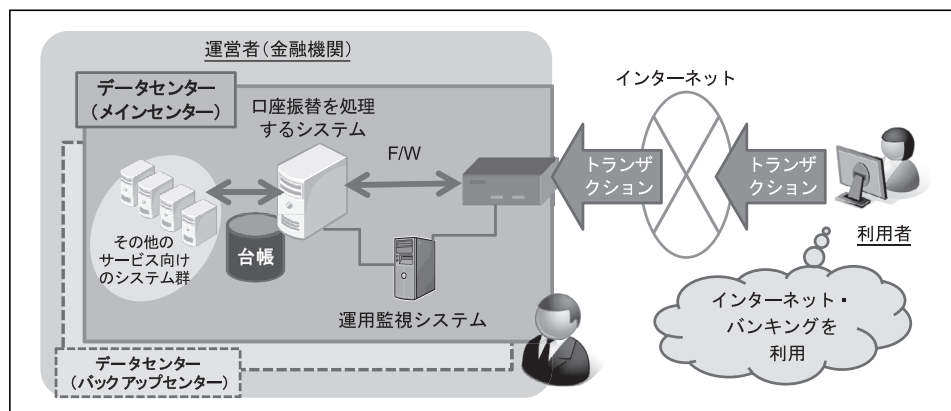 運営者(金融機関)
データセンター
(メインセンター)
口座振替を処理
するシステム
F/W
その他の
サービス向け
のシステム群
台帳
運用監視システム
データセンター
(バックアップセンター)
インターネット
トランザ
クション
トランザ
クション
利用者
インターネット・
バンキングを
利用